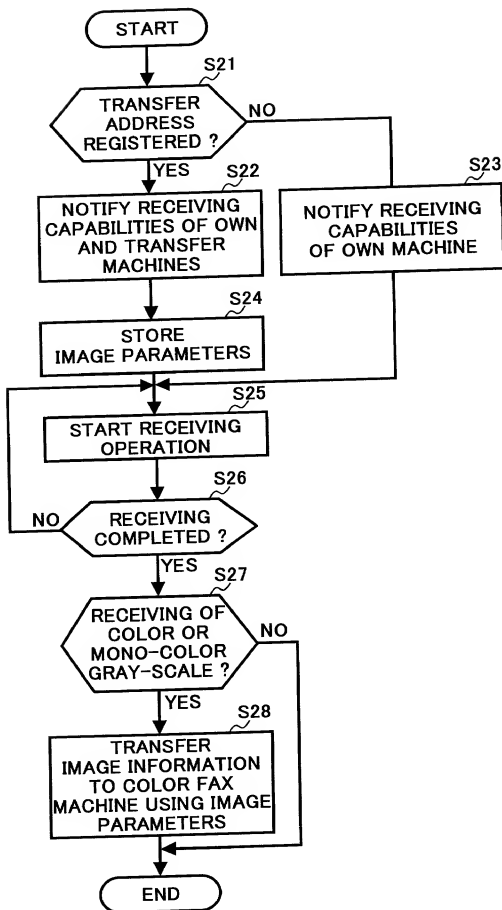 START
S21
TRANSFER
ADDRESS
REGISTERED ?
NO
YES
S22
NOTIFY RECEIVING
CAPABILITIES OF OWN
AND TRANSFER
MACHINES
S23
NOTIFY RECEIVING
CAPABILITIES
OF OWN MACHINE
S24
STORE
IMAGE PARAMETERS
S25
START RECEIVING
OPERATION
S26
NO
RECEIVING
COMPLETED ?
YES
S27
RECEIVING OF
COLOR OR
MONO-COLOR
GRAY-SCALE ?
NO
YES
S28
TRANSFER
IMAGE INFORMATION
TO COLOR FAX
MACHINE USING IMAGE
PARAMETERS
END